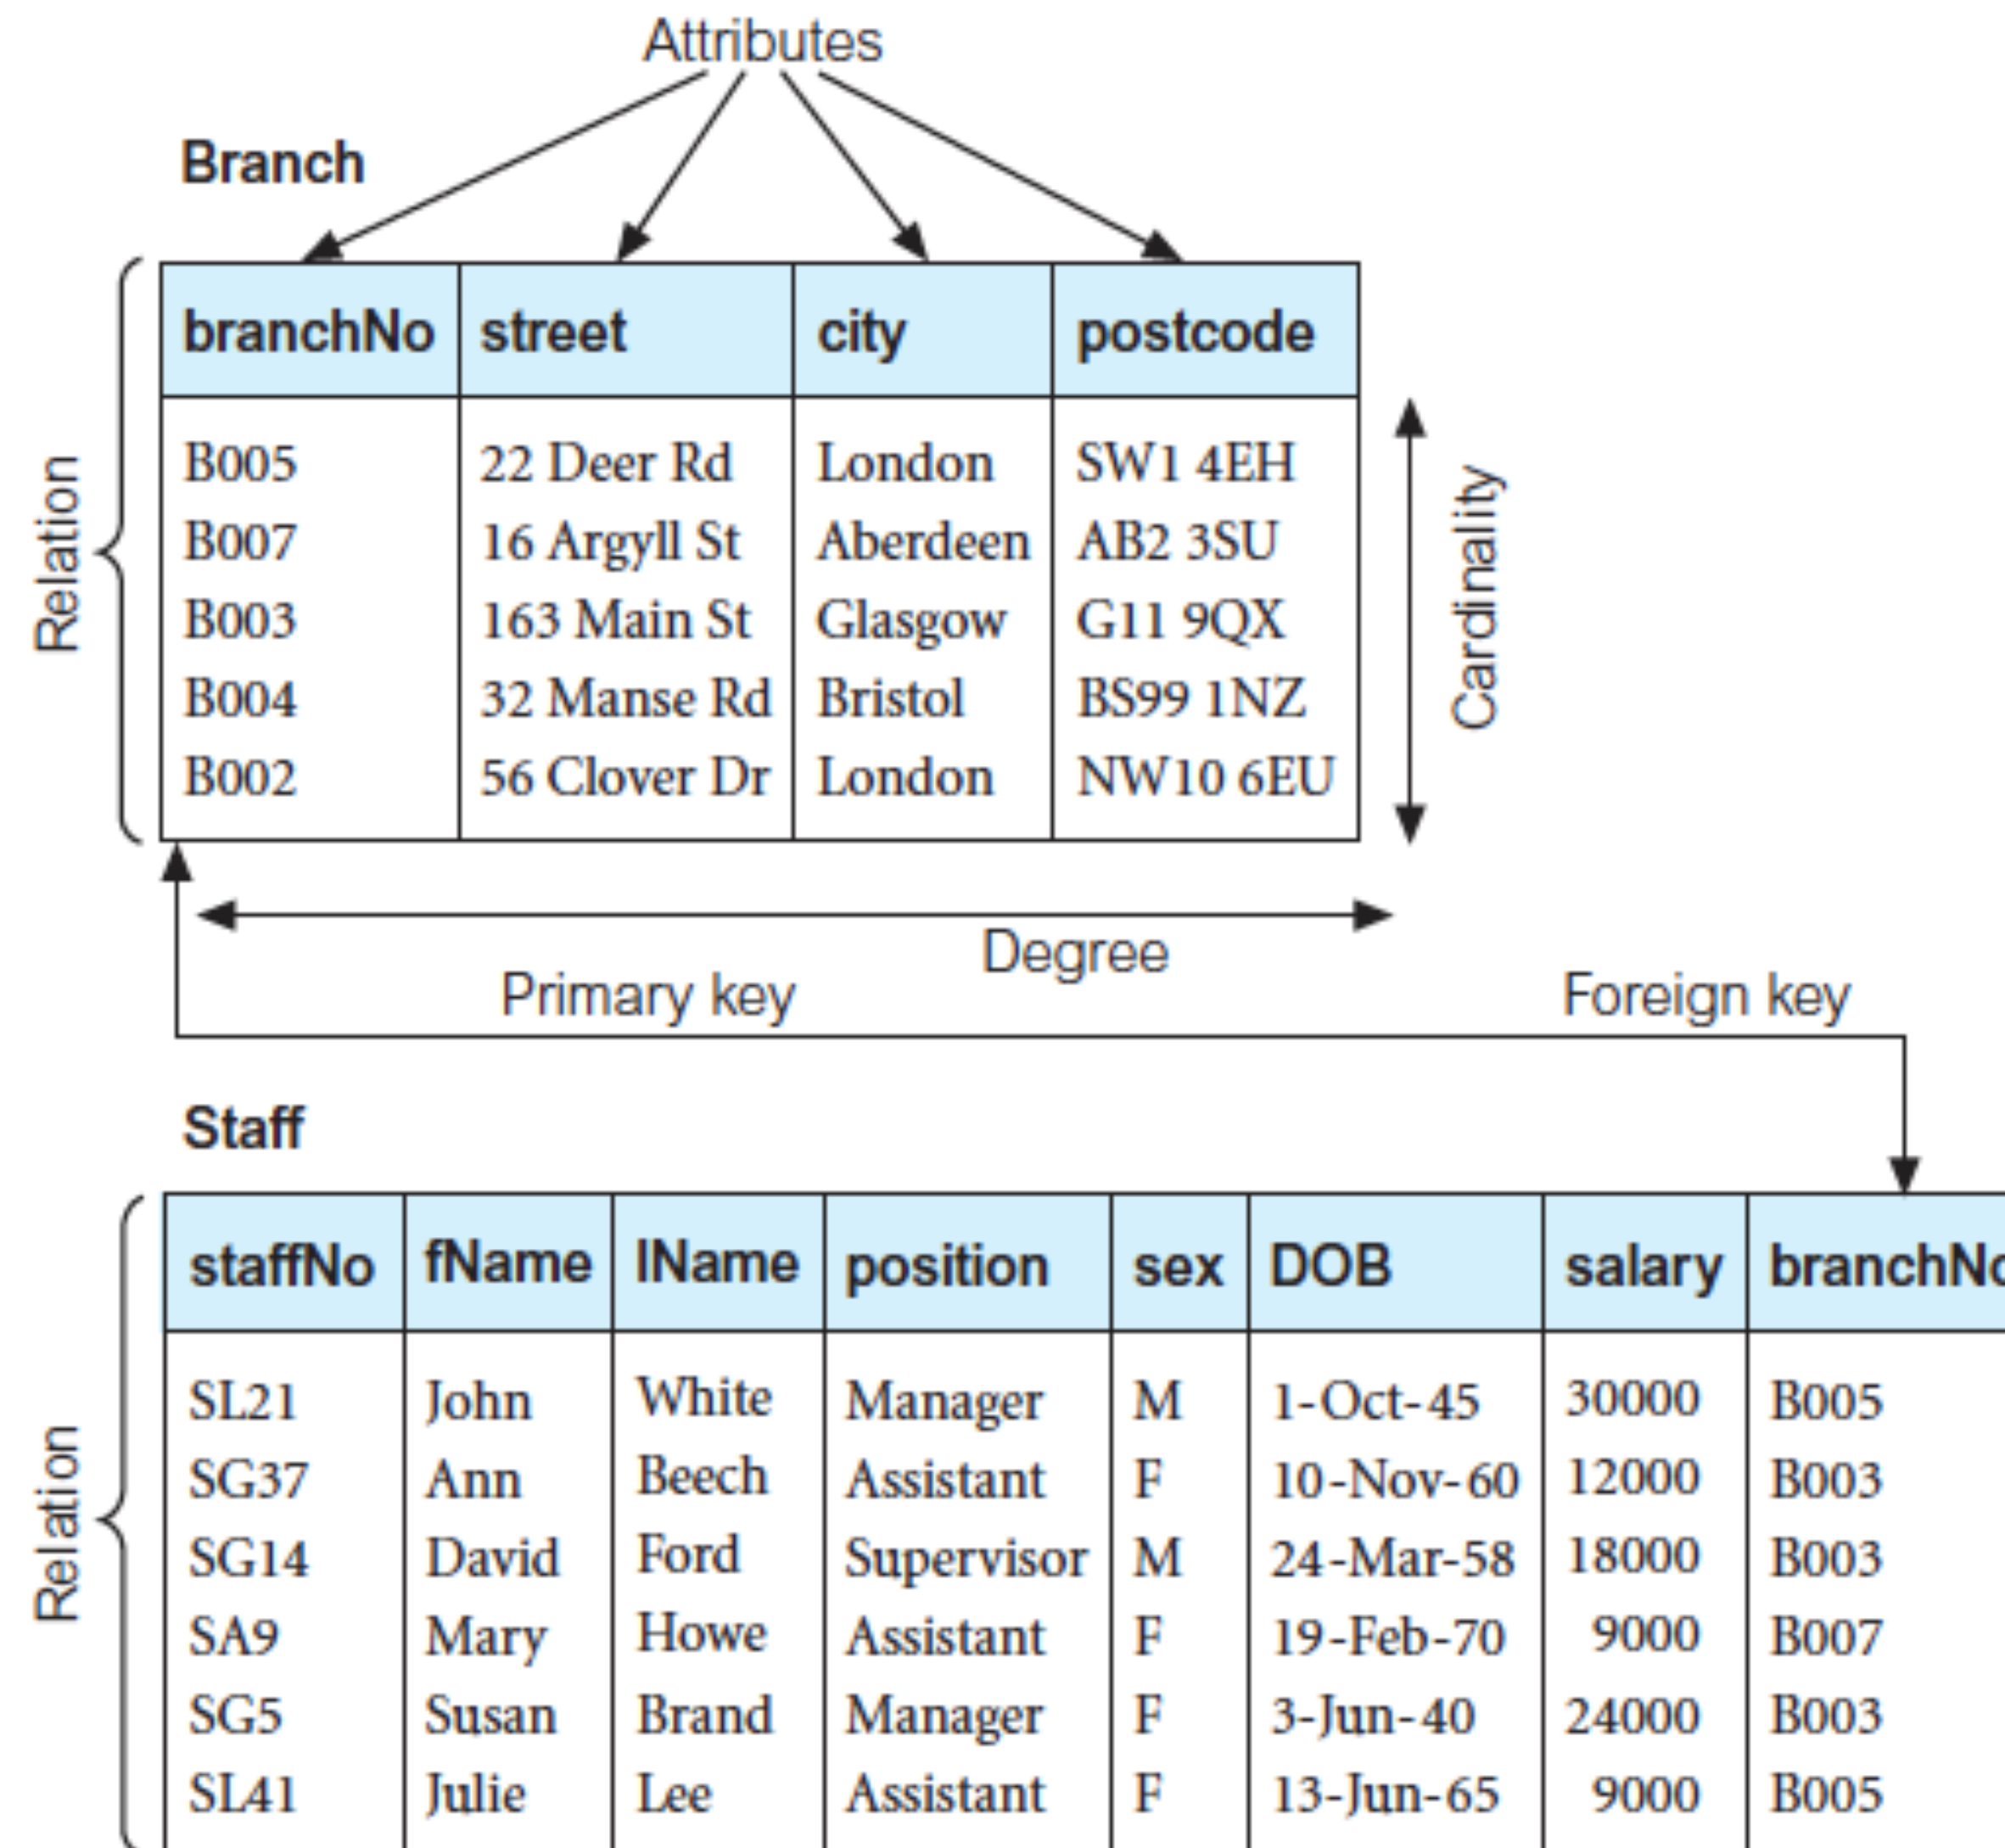 Attributes
Branch
branchNo street city postcode
B005 22 Deer Rd London SW1 4EH
B007 16 Argyll St Aberdeen AB2 3SU
B003 163 Main St Glasgow G11 9QX
B004 32 Manse Rd Bristol BS99 1NZ
B002 56 Clover Dr London NW10 6EU
Relation
Cardinality
Degree
Primary key
Foreign key
Staff
staffNo fName lName position sex DOB salary branchNo
SL21 John White Manager M 1-Oct-45 30000 B005
SG37 Ann Beech Assistant F 10-Nov-60 12000 B003
SG14 David Ford Supervisor M 24-Mar-58 18000 B003
SA9 Mary Howe Assistant F 19-Feb-70 9000 B007
SG5 Susan Brand Manager F 3-Jun-40 24000 B003
SL41 Julie Lee Assistant F 13-Jun-65 9000 B005
Relation